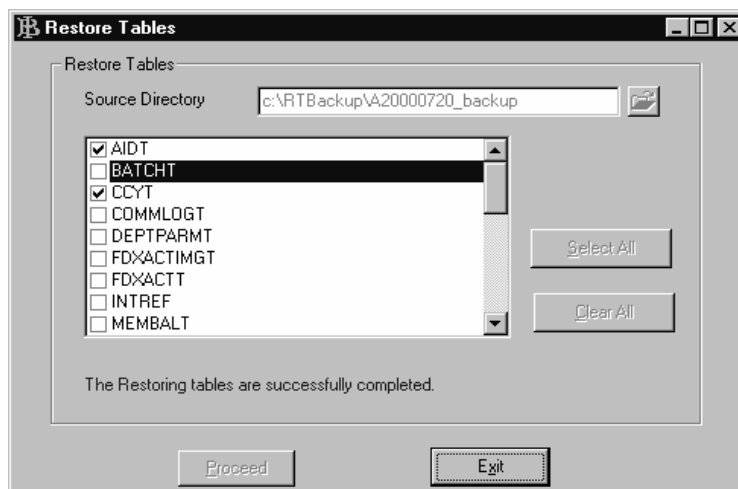 Restore Tables
Restore Tables
Source Directory
c:\RTBackup\A20000720_backup
AIDT
BATCHT
CCYT
COMMLOGT
DEPTPARMT
FDXACTIMGT
FDXACTT
INTREF
MEMBALT
Select All
Clear All
The Restoring tables are successfully completed.
Proceed
Exit